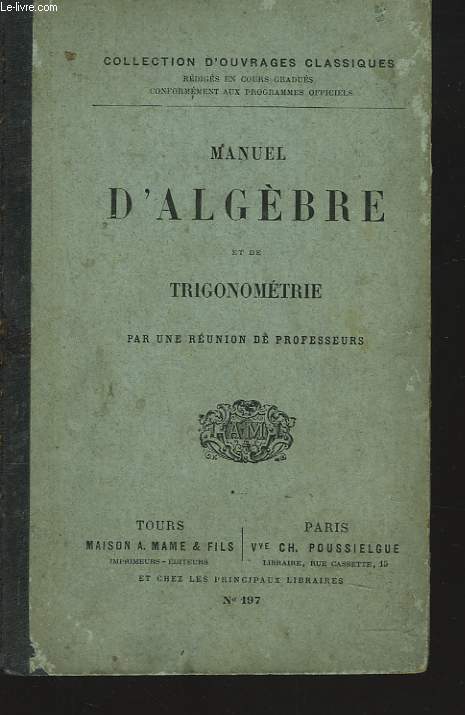 Le-livre.com
COLLECTION D'OUVRAGES CLASSIQUES
RÉDIGÉS EN COURS GRADUÉS
CONFORMÉMENT AUX PROGRAMMES OFFICIELS
MANUEL
D'ALGÈBRE
ET DE
TRIGONOMÉTRIE
PAR UNE RÉUNION DE PROFESSEURS
AM
TOURS
MAISON A. MAME & FILS
IMPRIMEURS-ÉDITEURS
PARIS
Vve CH. POUSSIELGUE
LIBRAIRE, RUE CASSETTE, 15
ET CHEZ LES PRINCIPAUX LIBRAIRES
No 197